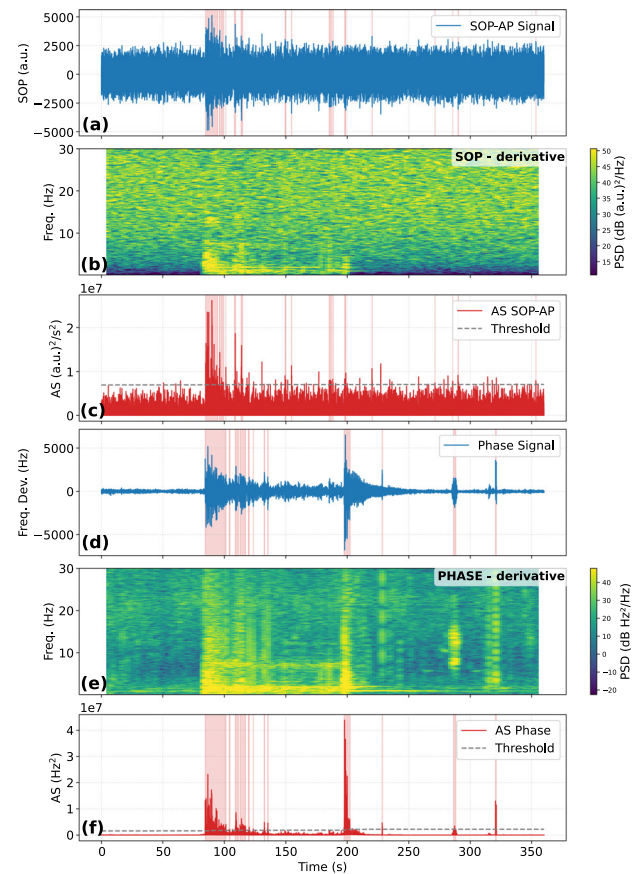 5000
2500
0
−2500
−5000
SOP (a.u.)
SOP-AP Signal
(a)
30
20
10
Freq. (Hz)
SOP - derivative
(b)
50
45
40
35
30
25
20
15
PSD (dB (a.u.)²/Hz)
1e7
2
1
0
AS (a.u.)²/s²)
AS SOP-AP
Threshold
(c)
5000
0
−5000
Freq. Dev. (Hz)
Phase Signal
(d)
30
20
10
Freq. (Hz)
PHASE - derivative
(e)
40
30
20
10
0
−10
−20
PSD (dB Hz²/Hz)
1e7
4
3
2
1
0
AS (Hz²)
AS Phase
Threshold
(f)
0 50 100 150 200 250 300 350
Time (s)